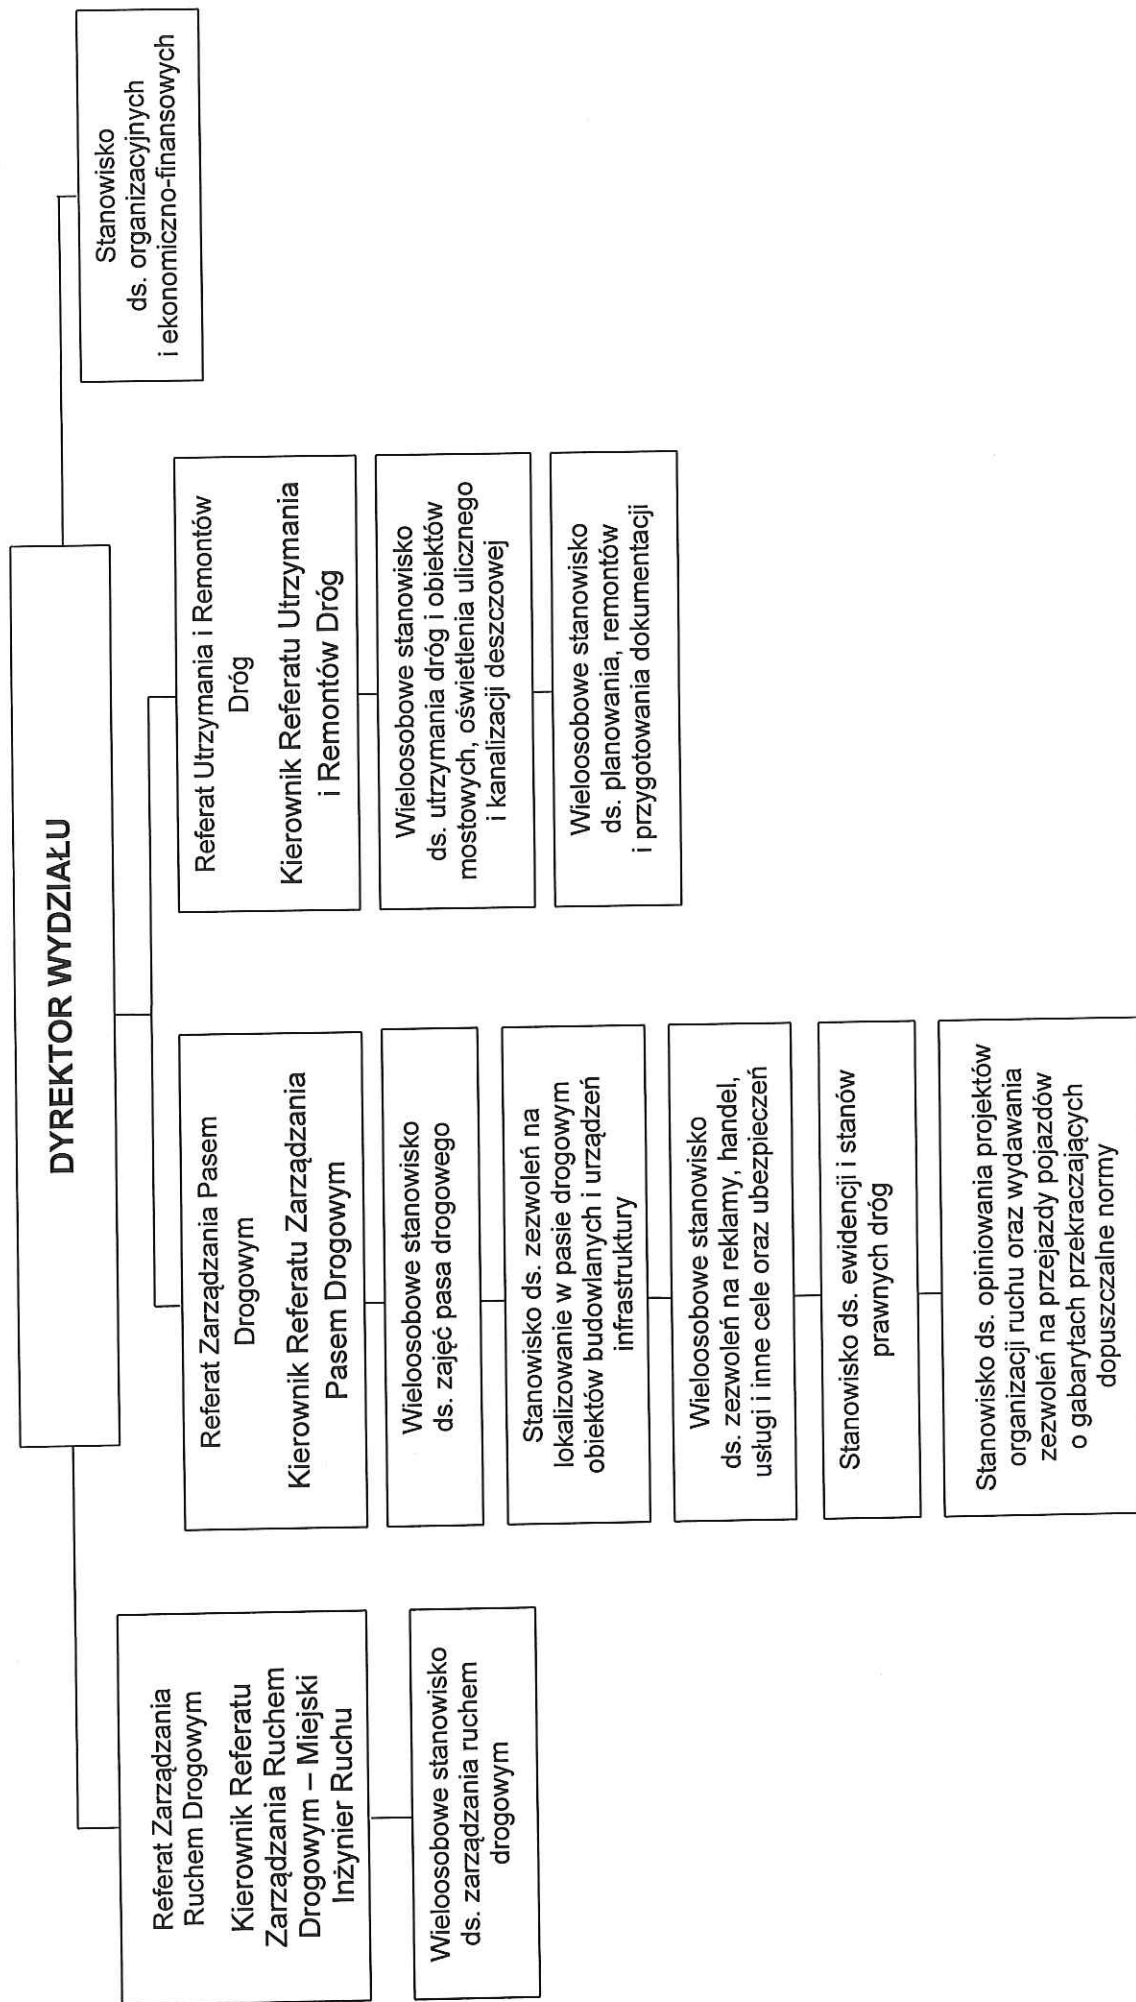 DYREKTOR WYDZIAŁU
Referat Zarządzania
Ruchem Drogowym
Kierownik Referatu
Zarządzania Ruchem
Drogowym – Miejski
Inżynier Ruchu
Wieloosobowe stanowisko
ds. zarządzania ruchem
drogowym
Referat Zarządzania Pasem
Drogowym
Kierownik Referatu Zarządzania
Pasem Drogowym
Wieloosobowe stanowisko
ds. zajęć pasa drogowego
Stanowisko ds. zezwoleń na
lokalizowanie w pasie drogowym
obiektów budowlanych i urządzeń
infrastruktury
Wieloosobowe stanowisko
ds. zezwoleń na reklamy, handel,
usługi i inne cele oraz ubezpieczeń
Stanowisko ds. ewidencji i stanów
prawnych dróg
Stanowisko ds. opiniowania projektów
organizacji ruchu oraz wydawania
zezwoleń na przejazdy pojazdów
o gabarytach przekraczających
dopuszczalne normy
Referat Utrzymania i Remontów
Dróg
Kierownik Referatu Utrzymania
i Remontów Dróg
Wieloosobowe stanowisko
ds. utrzymania dróg i obiektów
mostowych, oświetlenia ulicznego
i kanalizacji deszczowej
Wieloosobowe stanowisko
ds. planowania, remontów
i przygotowania dokumentacji
Stanowisko
ds. organizacyjnych
i ekonomiczno-finansowych